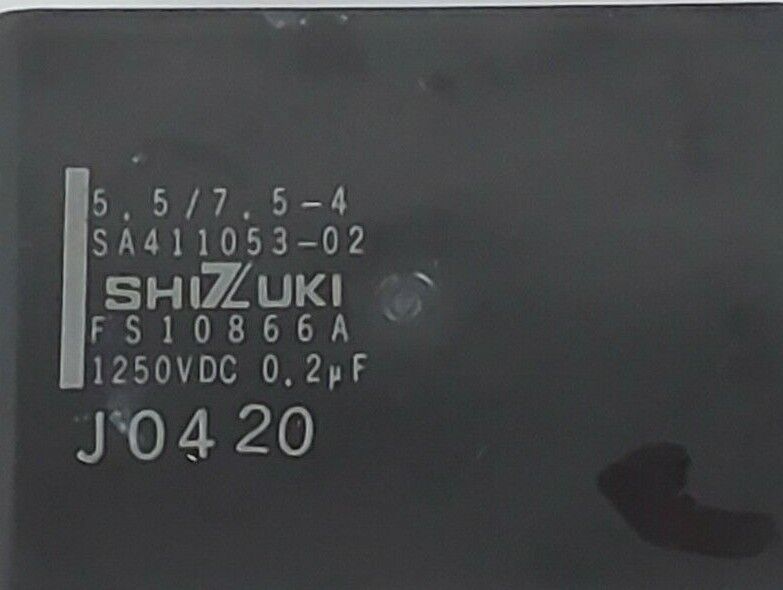 5.5/7.5-4
SA411053-02
SHIZUKI
FS10866A
1250VDC 0.2μF
J0420